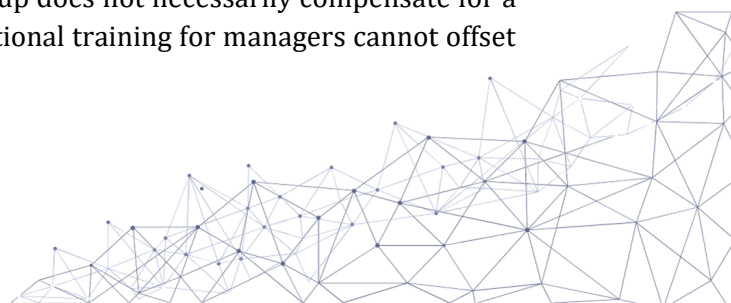 up does not necessarily compensate for a
tional training for managers cannot offset